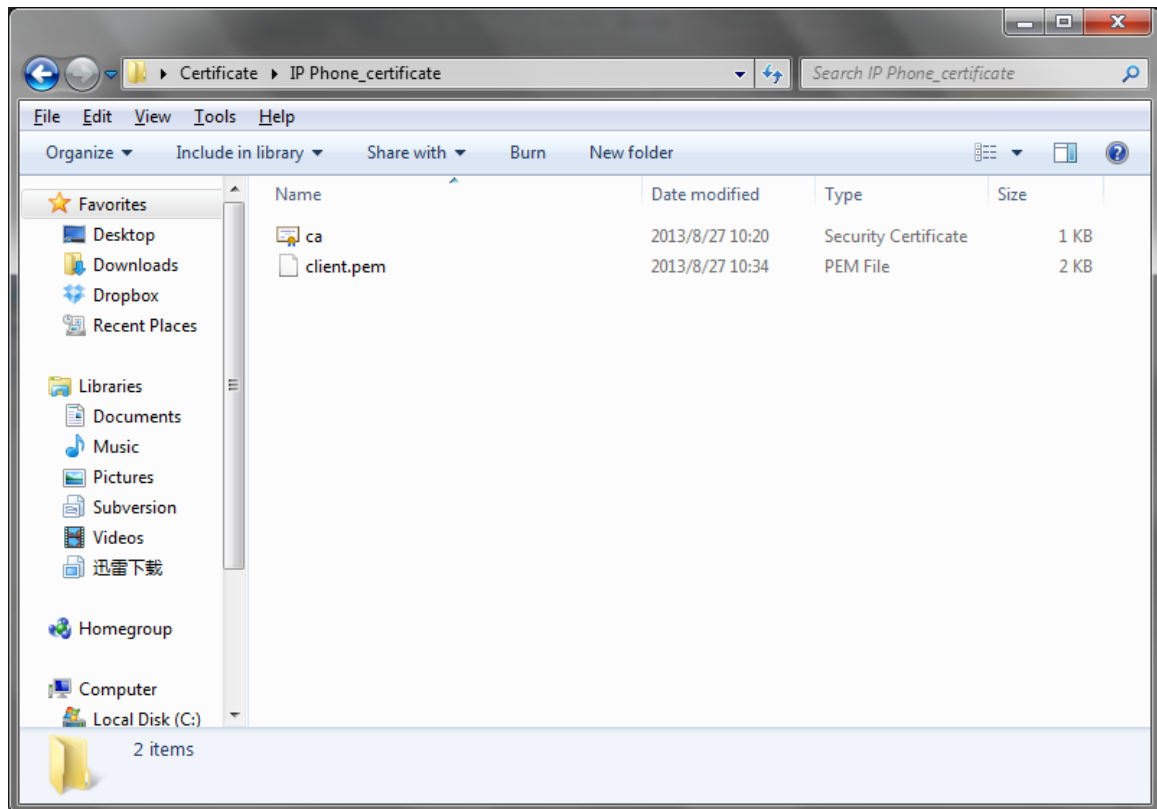 Certificate IP Phone_certificate Search IP Phone_certificate
File Edit View Tools Help
Organize Include in library Share with Burn New folder
Name Date modified Type Size
Favorites
Desktop
Downloads
Dropbox
Recent Places
Libraries
Documents
Music
Pictures
Subversion
Videos
迅雷下载
Homegroup
Computer
Local Disk (C:)
ca 2013/8/27 10:20 Security Certificate 1 KB
client.pem 2013/8/27 10:34 PEM File 2 KB
2 items